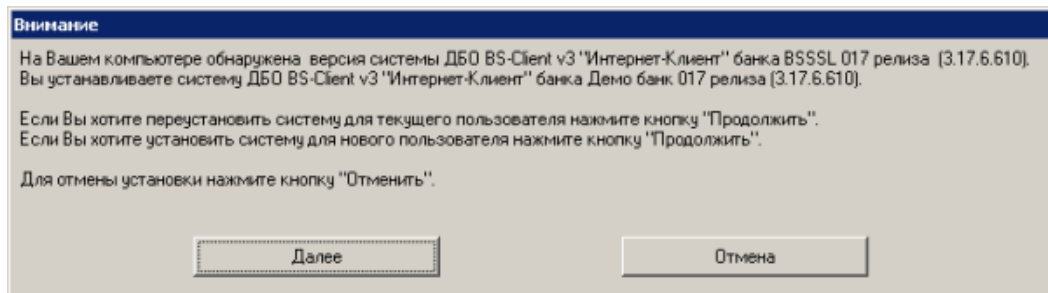 Внимание
На Вашем компьютере обнаружена версия системы ДБО BS-Client v3 "Интернет-Клиент" банка BSSSL 017 релиза (3.17.6.610).
Вы устанавливаете систему ДБО BS-Client v3 "Интернет-Клиент" банка Демо банк 017 релиза (3.17.6.610).
Если Вы хотите переустановить систему для текущего пользователя нажмите кнопку "Продолжить".
Если Вы хотите установить систему для нового пользователя нажмите кнопку "Продолжить".
Для отмены установки нажмите кнопку "Отменить".
Далее
Отмена